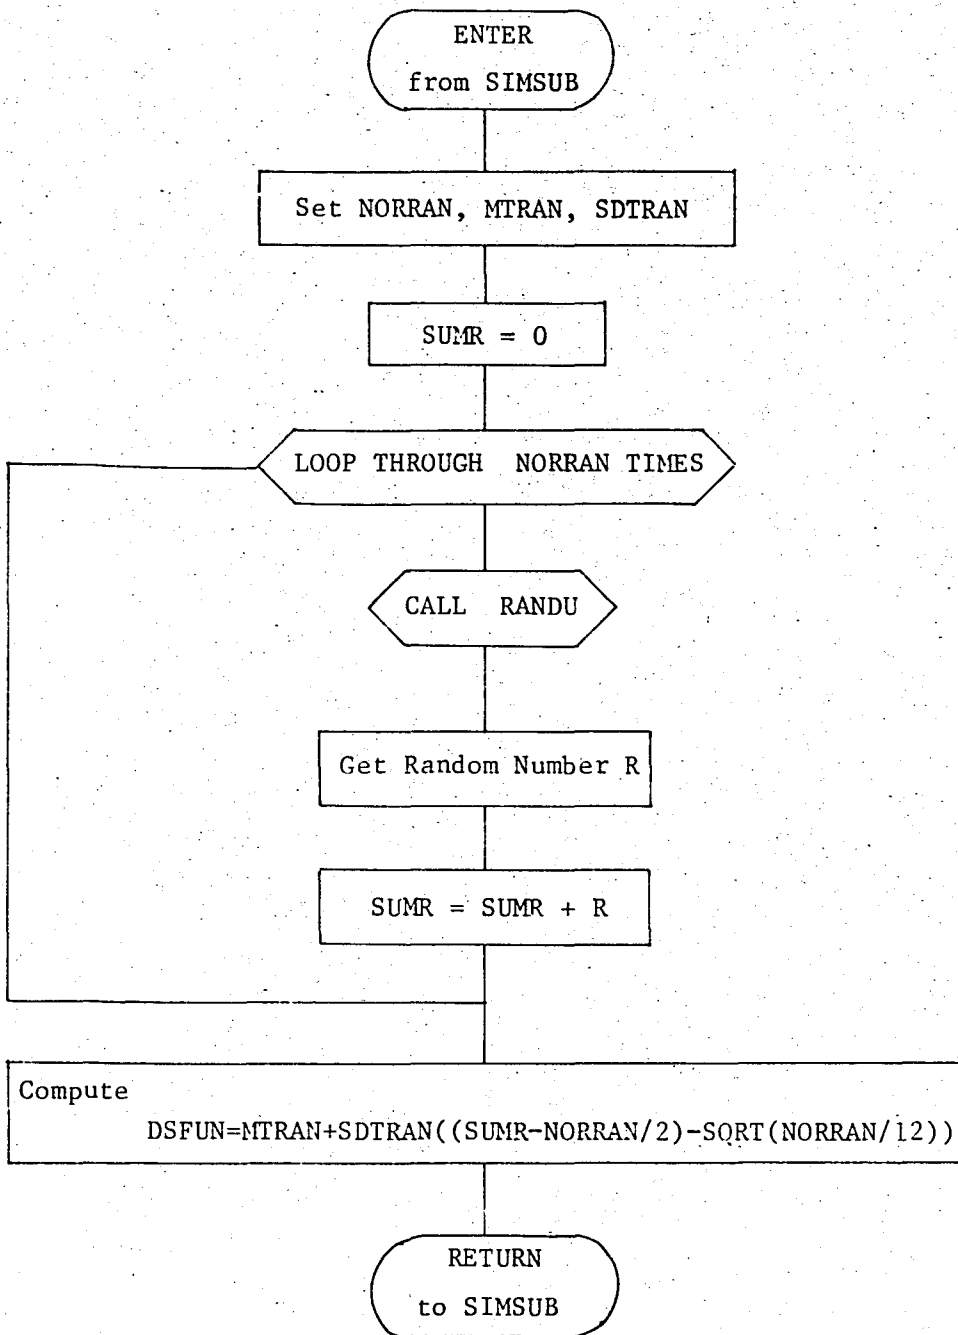 ENTER
from SIMSUB
Set NORRAN, MTRAN, SDTRAN
SUMR = 0
LOOP THROUGH NORRAN TIMES
CALL RANDU
Get Random Number R
SUMR = SUMR + R
Compute
DSFUN=MTRAN+SDTRAN((SUMR-NORRAN/2)-SQRT(NORRAN/12))
RETURN
to SIMSUB